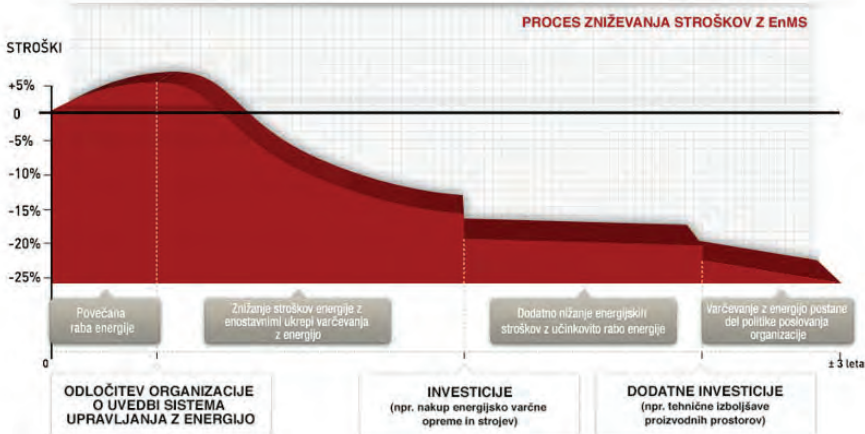 PROCES ZNIŽEVANJA STROŠKOV Z EnMS
STROŠKI
+5%
0
-5%
-10%
-15%
-20%
-25%
Povečana
raba energije
Znižanje stroškov energije z
enostavnimi ukrepi varčevanja
z energijo
Dodatno nižanje energijskih
stroškov z učinkovito rabo energije
Varčevanje z energijo postane
del politike poslovanja
organizacije
0
± 3 leta
ODLOČITEV ORGANIZACIJE
O UVEDBI SISTEMA
UPRAVLJANJA Z ENERGIJO
INVESTICIJE
(npr. nakup energijsko varčne
opreme in strojev)
DODATNE INVESTICIJE
(npr. tehnične izboljšave
proizvodnih prostorov)